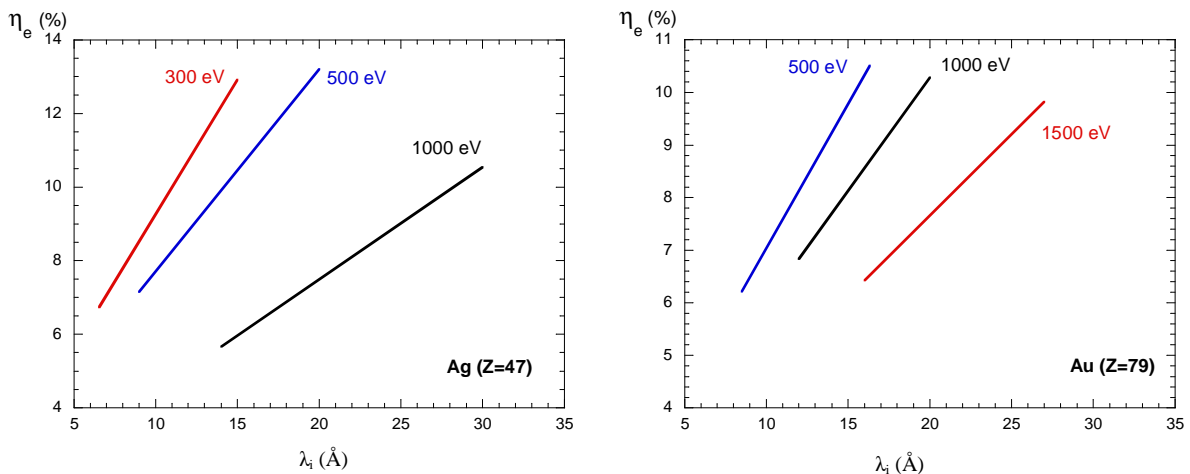 η_e (%)
14
12
10
8
6
4
300 eV
500 eV
1000 eV
Ag (Z=47)
5 10 15 20 25 30 35
λ_i (Å)
η_e (%)
11
10
9
8
7
6
5
4
500 eV
1000 eV
1500 eV
Au (Z=79)
5 10 15 20 25 30 35
λ_i (Å)